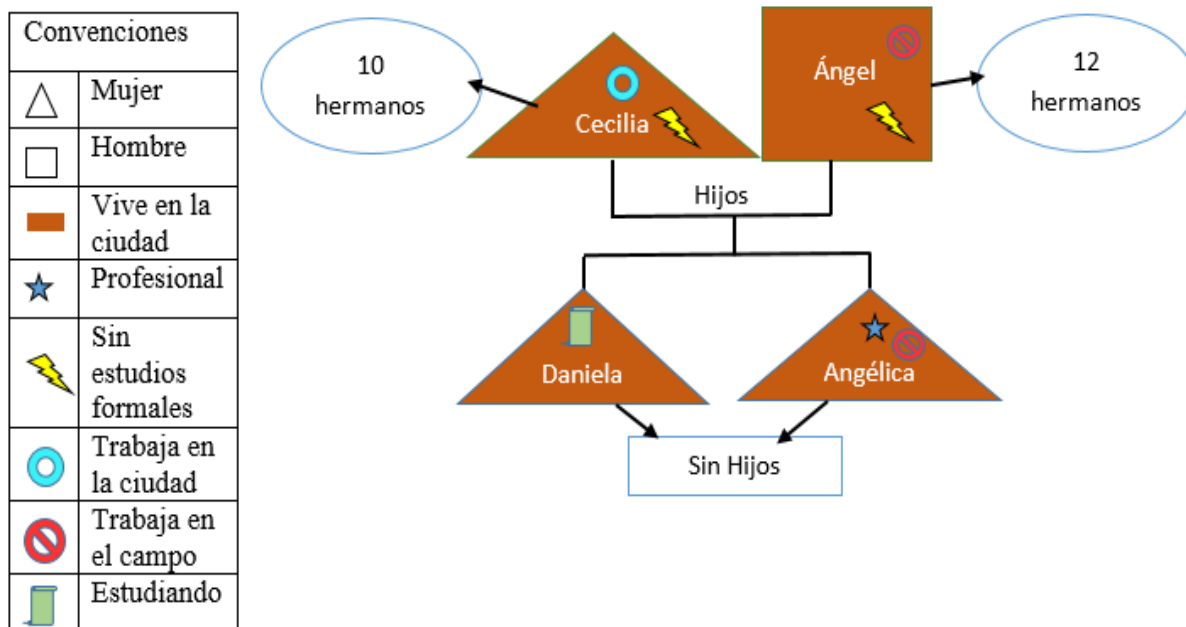 Convenciones
Mujer
Hombre
Vive en la
ciudad
Profesional
Sin
estudios
formales
Trabaja en
la ciudad
Trabaja en
el campo
Estudiando
10
hermanos
Cecilia
Ángel
12
hermanos
Hijos
Daniela
Angélica
Sin Hijos